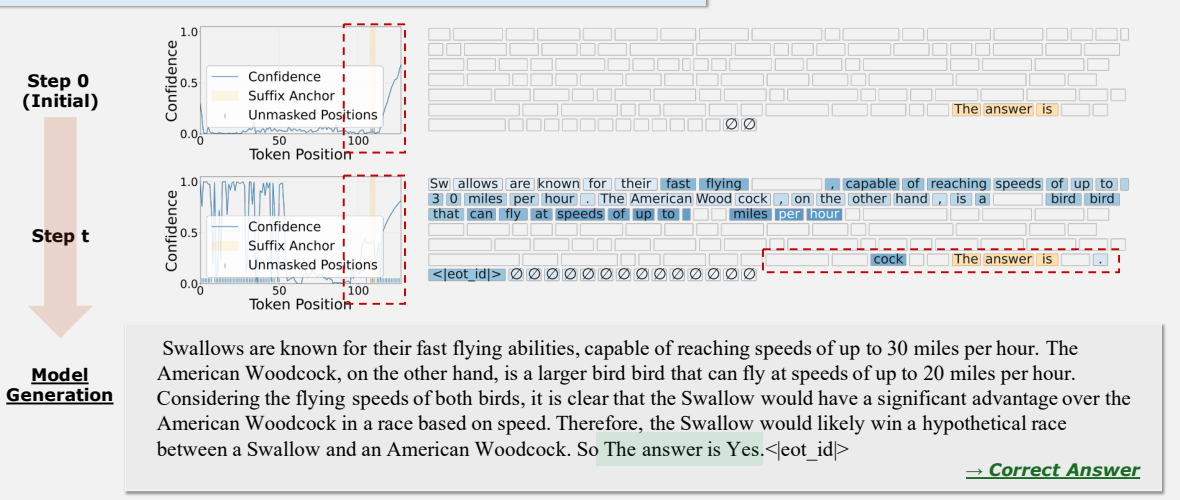 Step 0
(Initial)
Confidence
1.0
0.5
0.0
Confidence
Suffix Anchor
Unmasked Positions
0 50 100
Token Position
The answer is
∅ ∅
Step t
Confidence
1.0
0.5
0.0
Confidence
Suffix Anchor
Unmasked Positions
0 50 100
Token Position
Sw allows are known for their fast flying , capable of reaching speeds of up to
3 0 miles per hour . The American Wood cock , on the other hand , is a bird bird
that can fly at speeds of up to miles per hour
cock The answer is .
<|eot_id|> ∅ ∅ ∅ ∅ ∅ ∅ ∅ ∅ ∅ ∅ ∅ ∅ ∅ ∅
Model
Generation
Swallows are known for their fast flying abilities, capable of reaching speeds of up to 30 miles per hour. The
American Woodcock, on the other hand, is a larger bird bird that can fly at speeds of up to 20 miles per hour.
Considering the flying speeds of both birds, it is clear that the Swallow would have a significant advantage over the
American Woodcock in a race based on speed. Therefore, the Swallow would likely win a hypothetical race
between a Swallow and an American Woodcock. So The answer is Yes.<|eot_id|>
→ Correct Answer